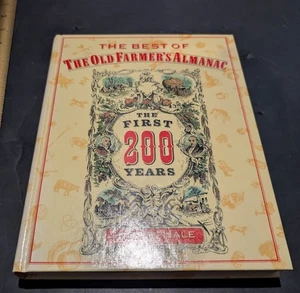 THE BEST OF
THE OLD FARMER'S ALMANAC
THE FIRST
200
YEARS
HALE